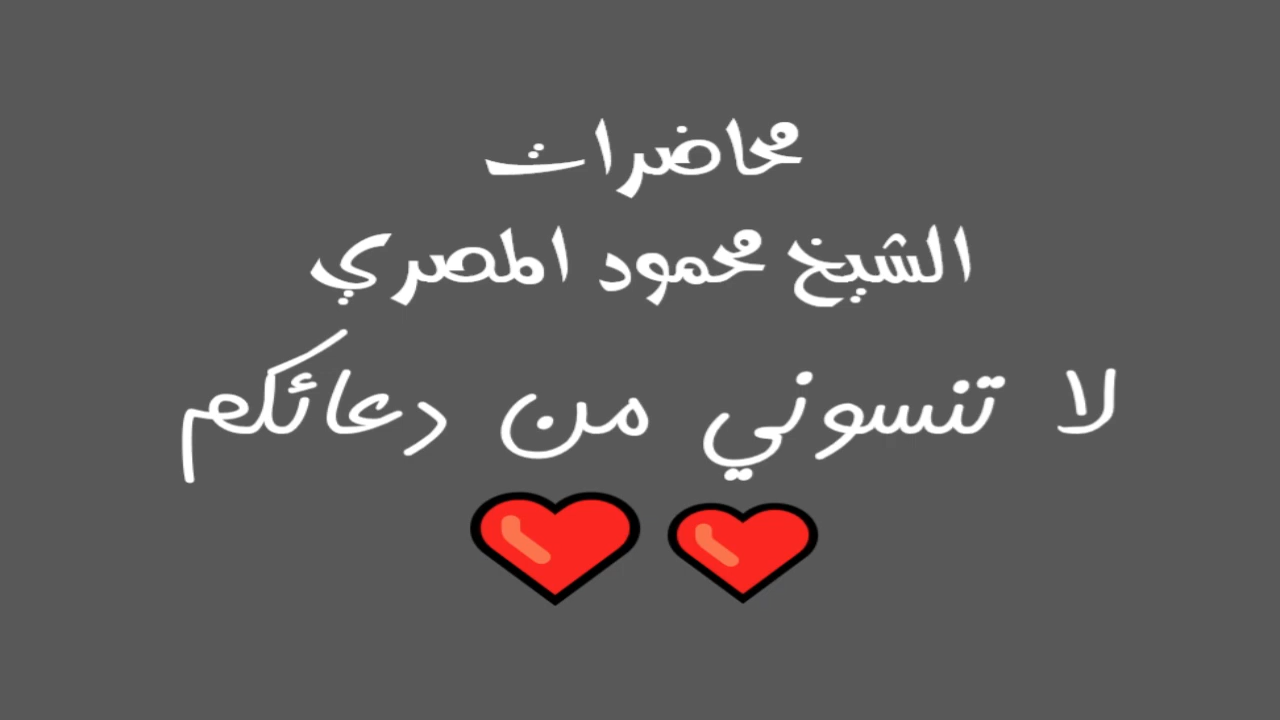 محاضرات
الشيخ محمود المصري
لا تنسوني من دعائكم